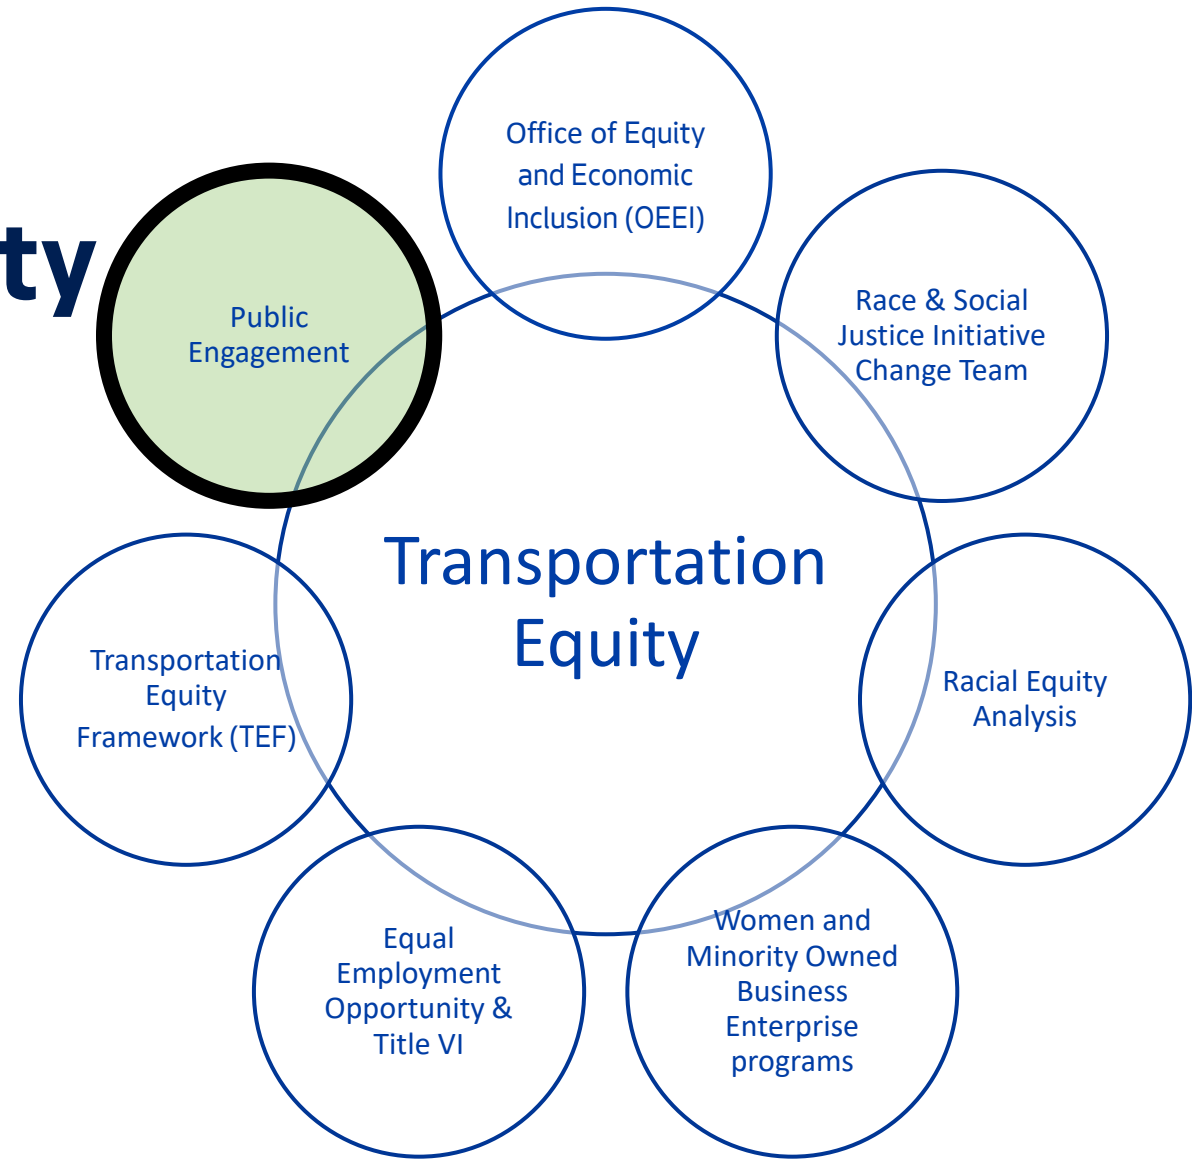 ty
Office of Equity
and Economic
Inclusion (OEEI)
Race & Social
Justice Initiative
Change Team
Racial Equity
Analysis
Women and
Minority Owned
Business
Enterprise
programs
Equal
Employment
Opportunity &
Title VI
Transportation
Equity
Framework (TEF)
Public
Engagement
Transportation
Equity